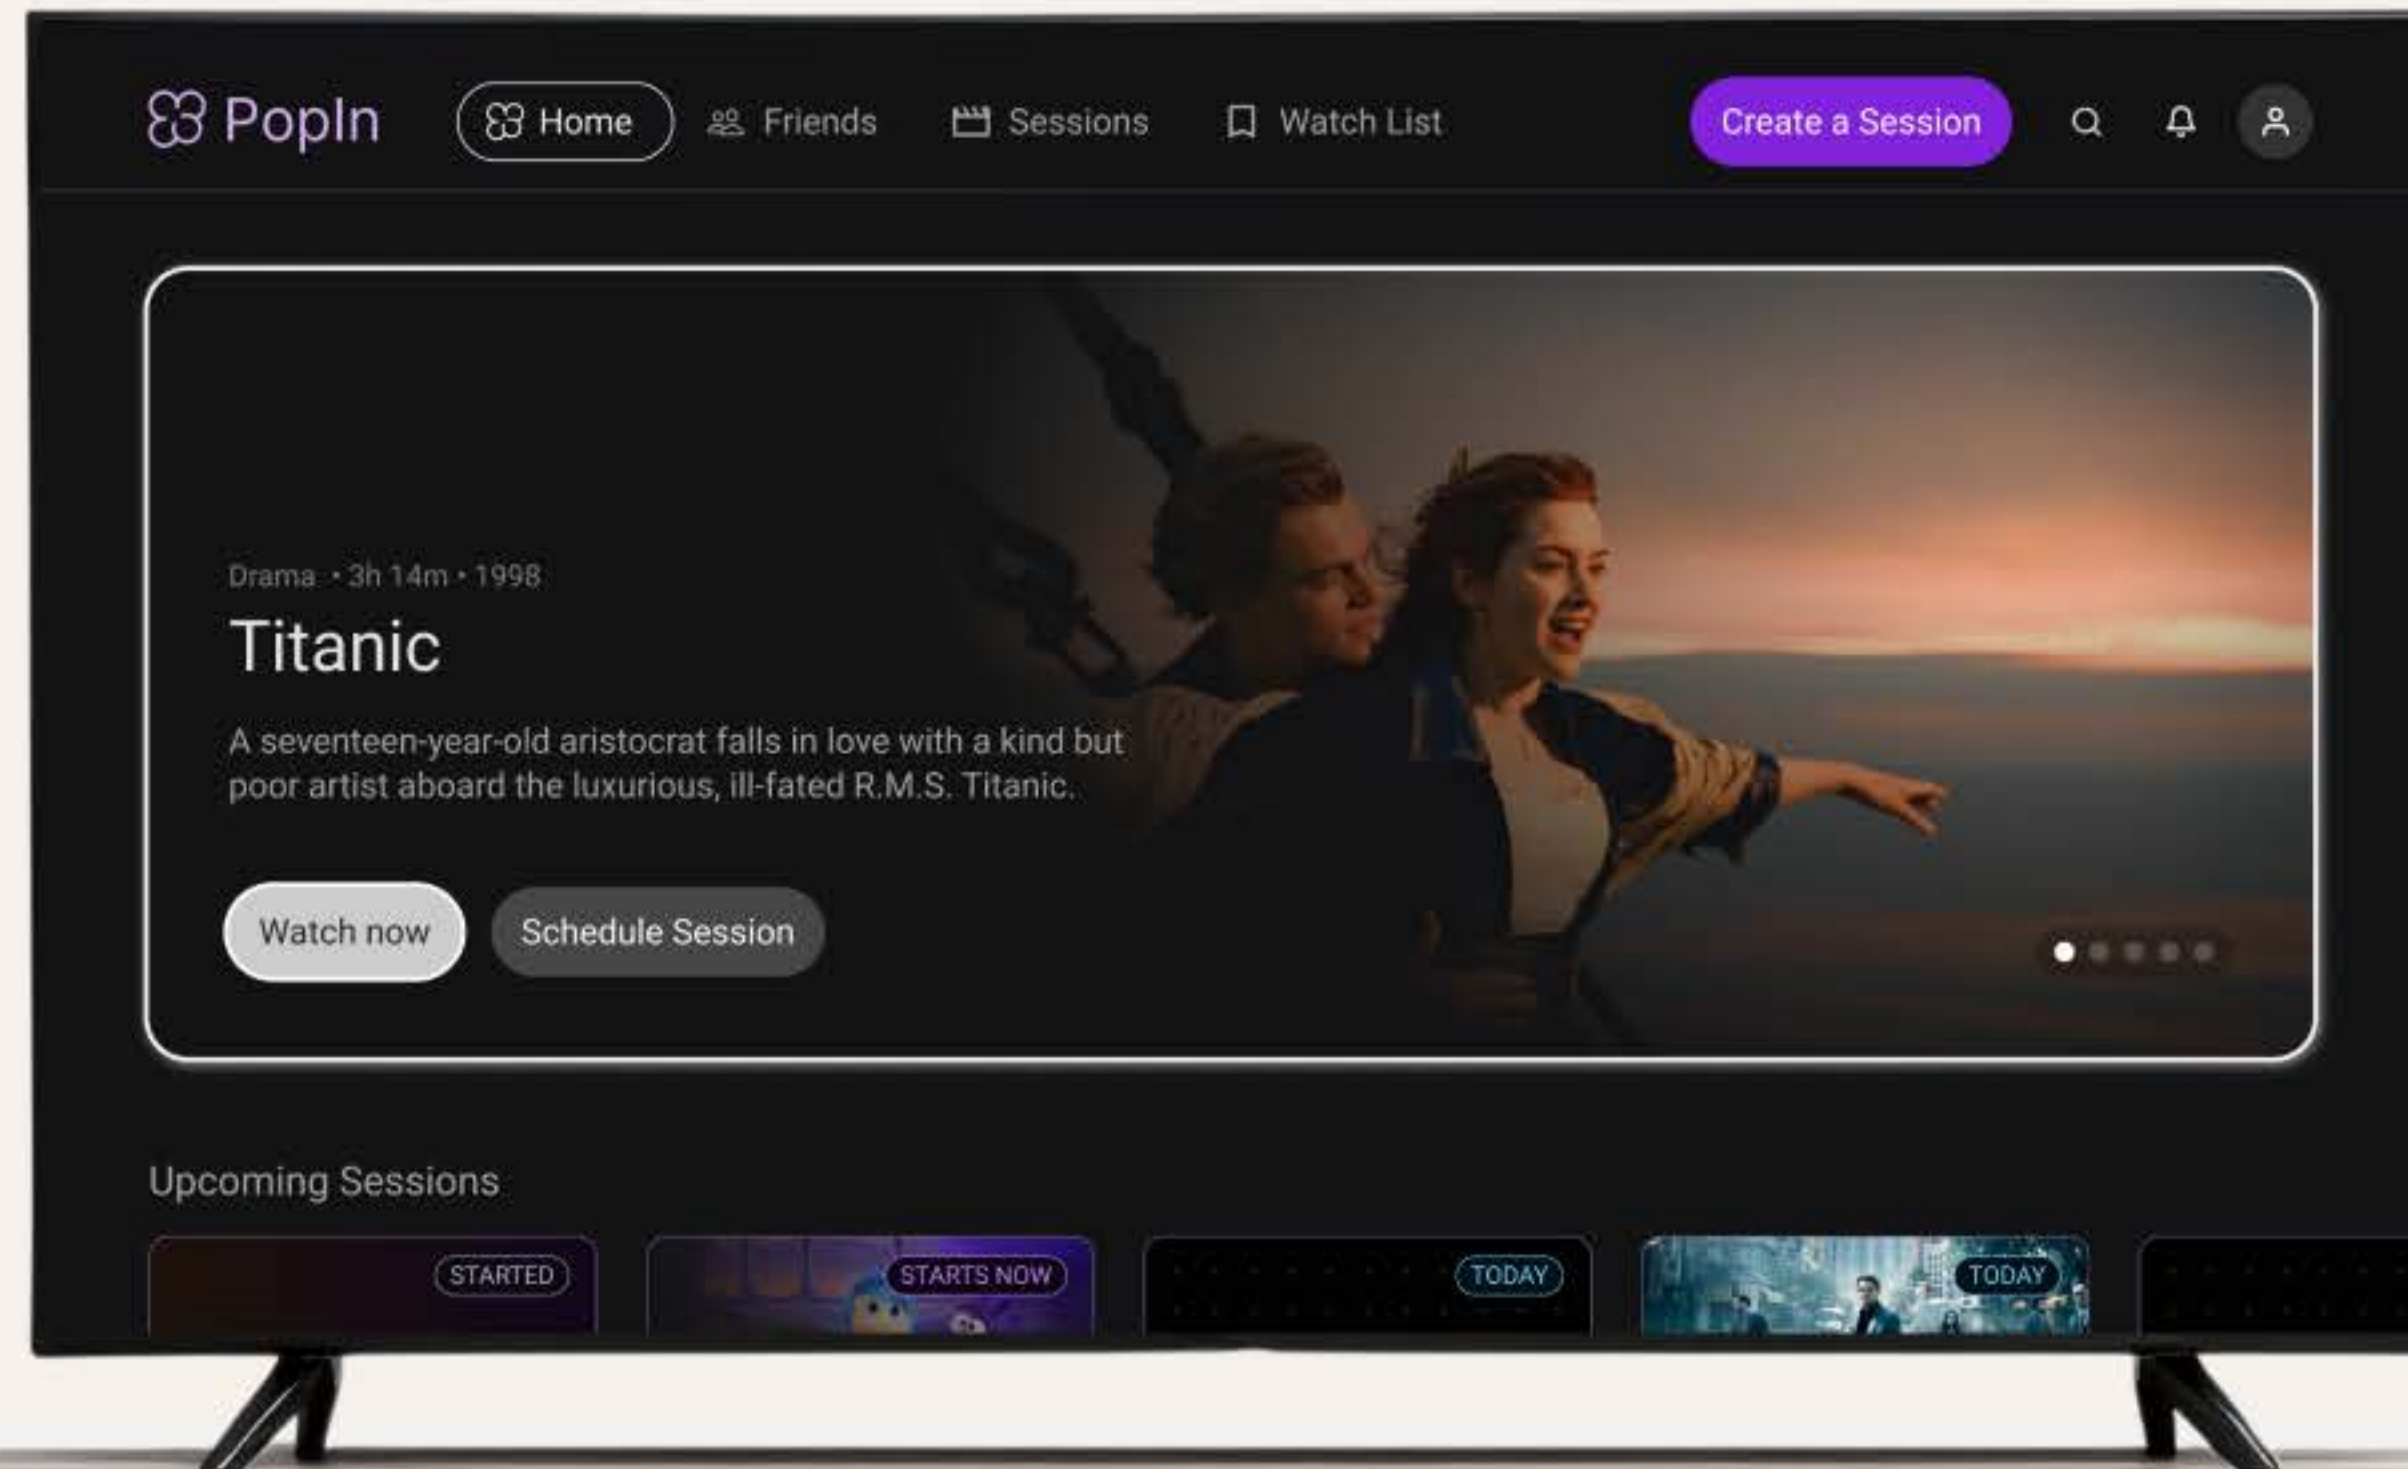 PopIn
Home
Friends
Sessions
Watch List
Create a Session
Drama • 3h 14m • 1998
Titanic
A seventeen-year-old aristocrat falls in love with a kind but
poor artist aboard the luxurious, ill-fated R.M.S. Titanic.
Watch now
Schedule Session
Upcoming Sessions
STARTED
STARTS NOW
TODAY
TODAY